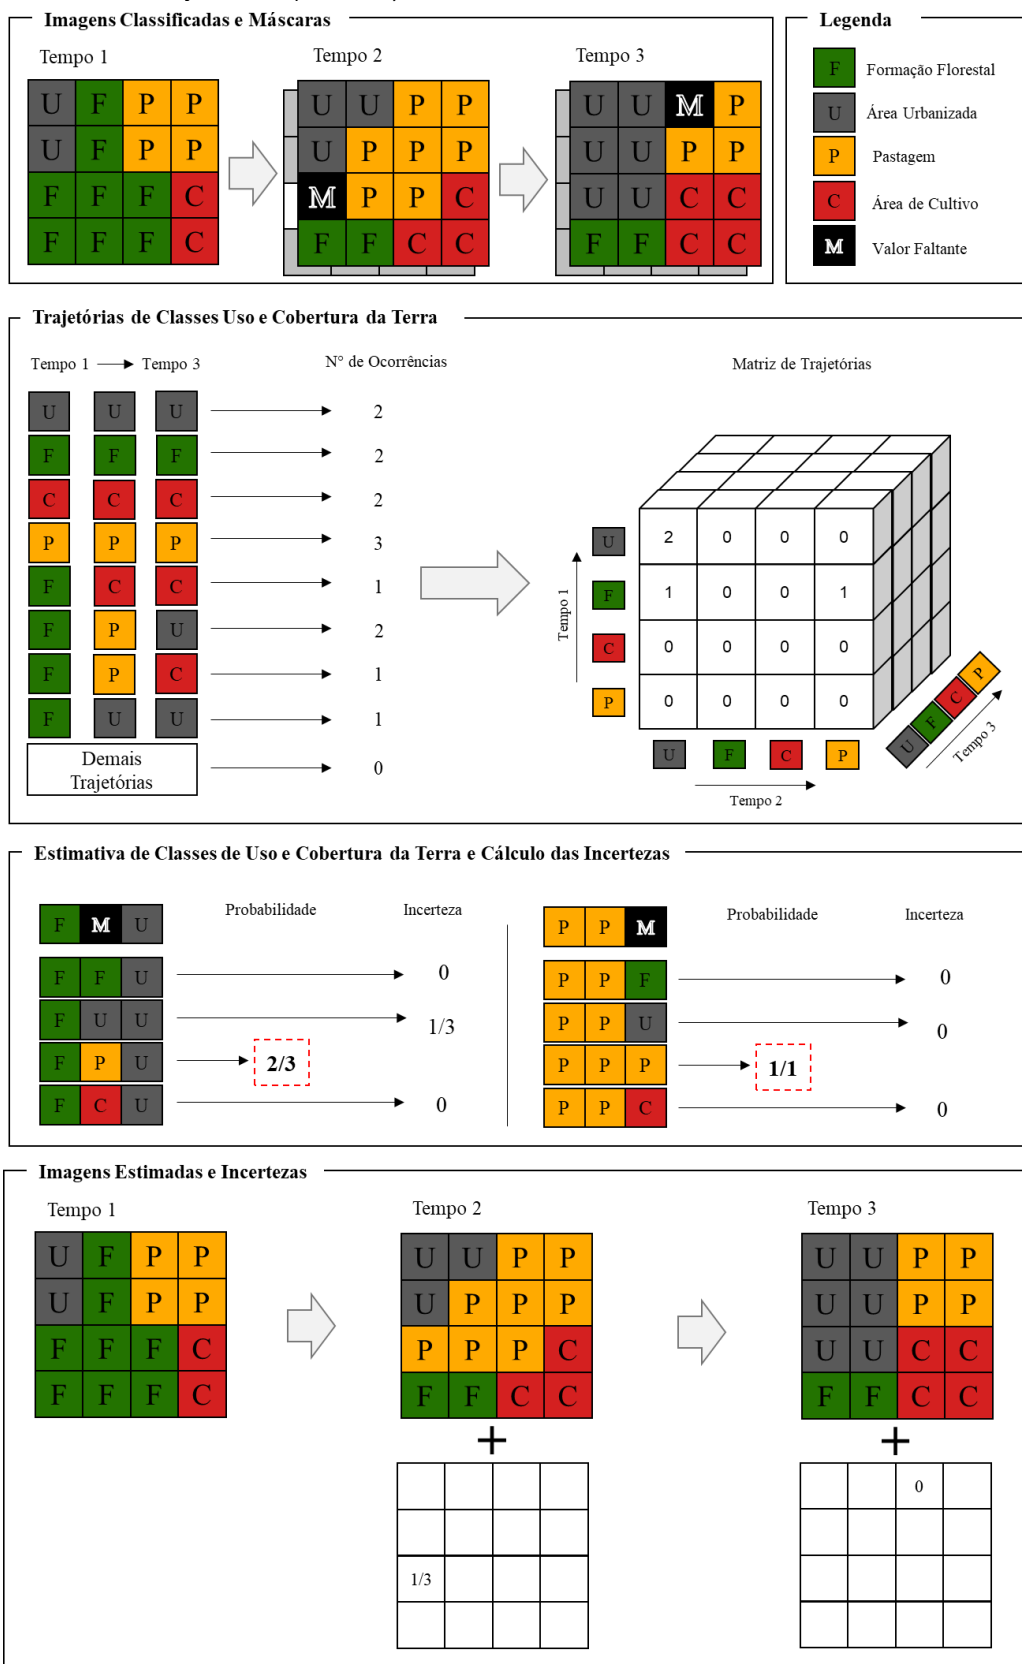 Imagens Classificadas e Máscaras
Legenda
Tempo 1
Tempo 2
Tempo 3
U F P P
U F P P
F F F C
F F F C
U U P P
U P P P
M P P C
F F C C
U U M P
U U P P
U U C C
F F C C
F Formação Florestal
U Área Urbanizada
P Pastagem
C Área de Cultivo
M Valor Faltante
Trajetórias de Classes Uso e Cobertura da Terra
Tempo 1 Tempo 3
N° de Ocorrências
Matriz de Trajetórias
U U U 2
F F F 2
C C C 2
P P P 3
F C C 1
F P U 2
F P C 1
F U U 1
Demais
Trajetórias
0
Tempo 1
U 2 0 0 0
F 1 0 0 1
C 0 0 0 0
P 0 0 0 0
U F C P
Tempo 2
U F C P
Tempo 3
Estimativa de Classes de Uso e Cobertura da Terra e Cálculo das Incertezas
F M U
Probabilidade
Incerteza
F F U 0
F U U 1/3
F P U 2/3
F C U 0
P P M
Probabilidade
Incerteza
P P F 0
P P U 0
P P P 1/1
P P C 0
Imagens Estimadas e Incertezas
Tempo 1
Tempo 2
Tempo 3
U F P P
U F P P
F F F C
F F F C
U U P P
U P P P
P P P C
F F C C
U U P P
U U P P
U U C C
F F C C
+
+
1/3
0